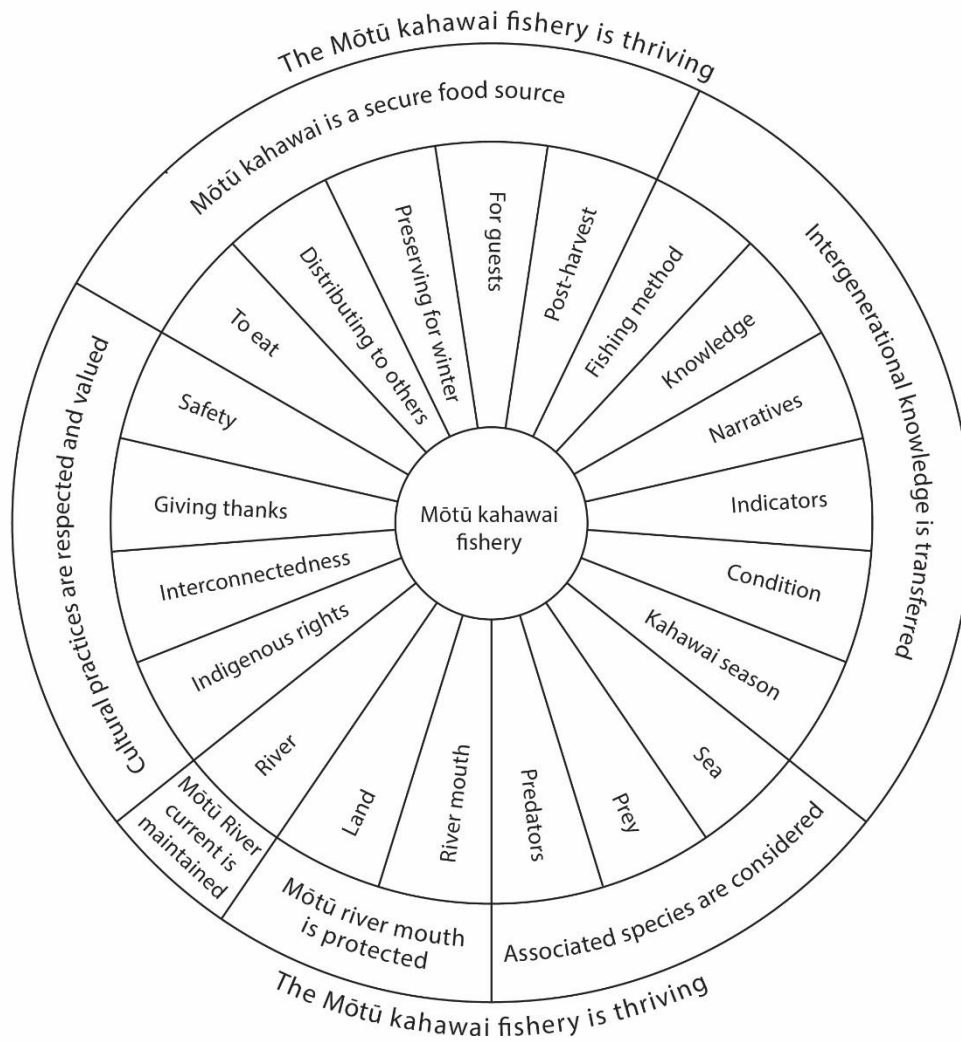 The Mōtū kahawai fishery is thriving
Mōtū kahawai is a secure food source
Intergenerational knowledge is transferred
Associated species are considered
Mōtū river mouth
is protected
Mōtū River
current is
maintained
Cultural practices are respected and valued
To eat
Distributing to others
Preserving for winter
For guests
Post-harvest
Fishing method
Knowledge
Narratives
Indicators
Condition
Kahawai season
Sea
Prey
Predators
River mouth
Land
River
Indigenous rights
Interconnectedness
Giving thanks
Safety
Mōtū kahawai
fishery
The Mōtū kahawai fishery is thriving